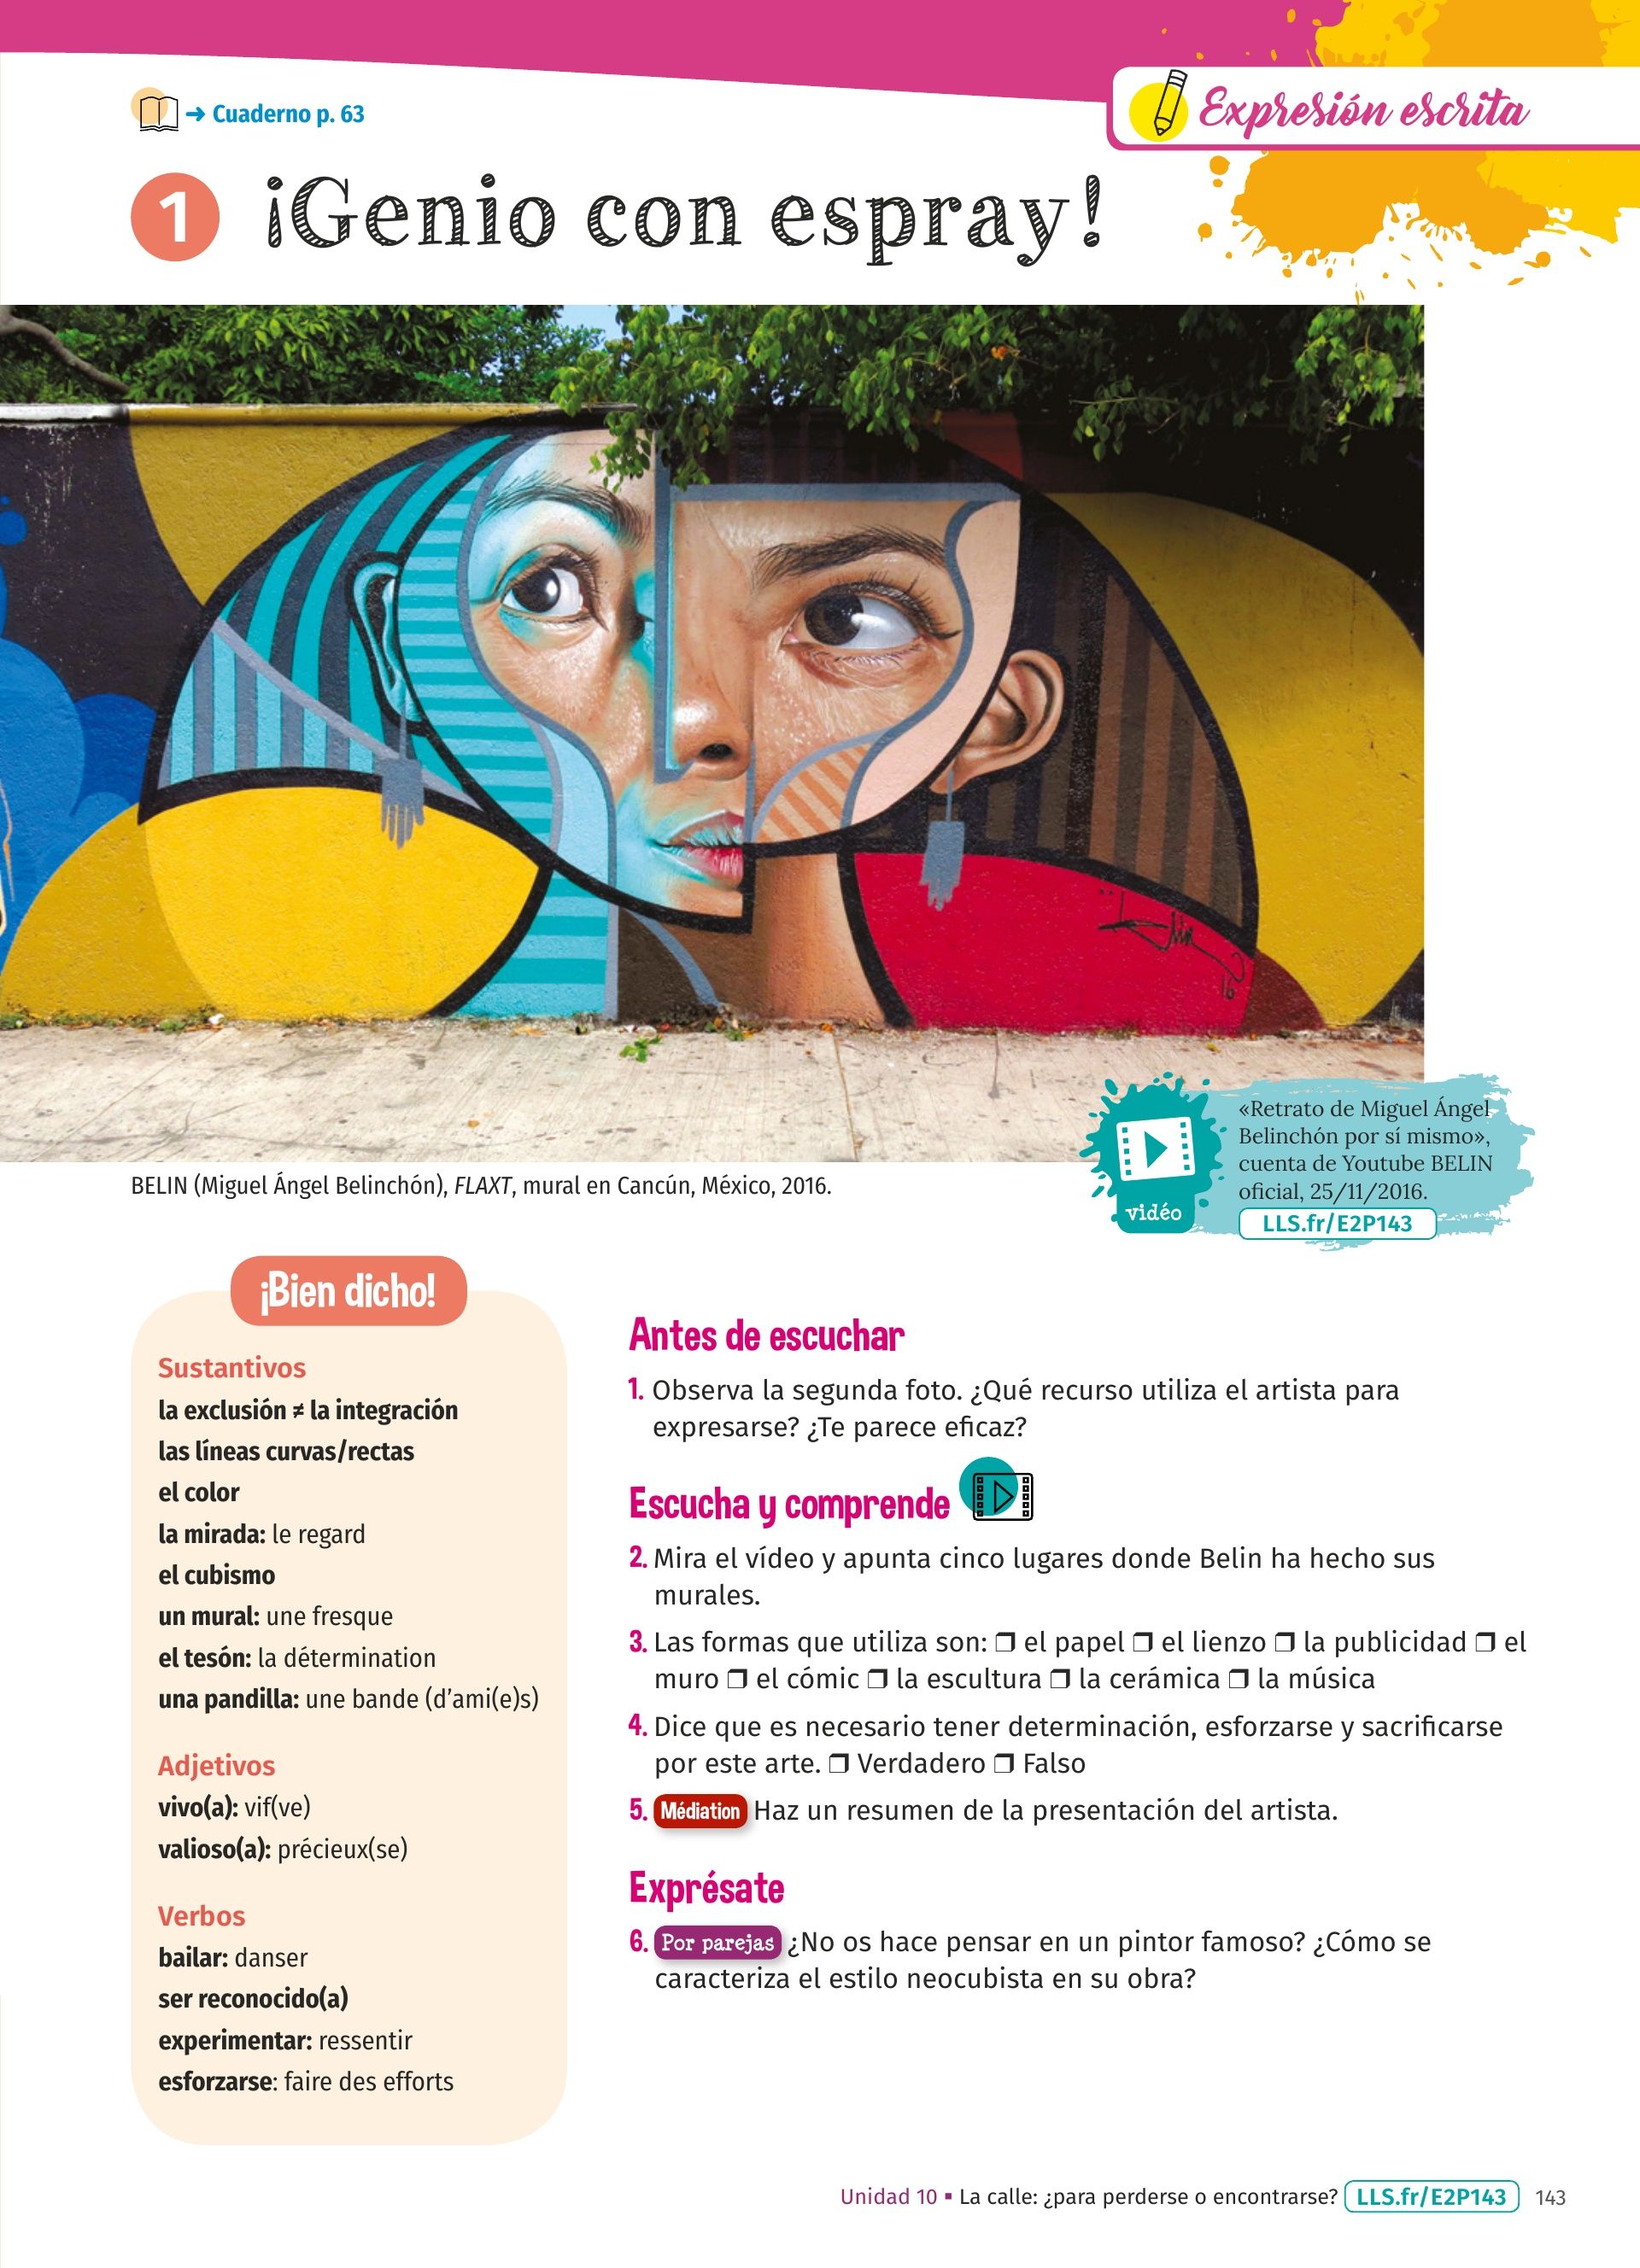 → Cuaderno p. 63
Expresión escrita
1 ¡Genio con espray!
BELIN (Miguel Ángel Belinchón), FLAXT, mural en Cancún, México, 2016.
vidéo
«Retrato de Miguel Ángel
Belinchón por sí mismo»,
cuenta de Youtube BELIN
oficial, 25/11/2016.
LLS.fr/E2P143
¡Bien dicho!
Sustantivos
la exclusión ≠ la integración
las líneas curvas/rectas
el color
la mirada: le regard
el cubismo
un mural: une fresque
el tesón: la détermination
una pandilla: une bande (d'ami(e)s)
Adjetivos
vivo(a): vif(ve)
valioso(a): précieux(se)
Verbos
bailar: danser
ser reconocido(a)
experimentar: ressentir
esforzarse: faire des efforts
Antes de escuchar
1. Observa la segunda foto. ¿Qué recurso utiliza el artista para
expresarse? ¿Te parece eficaz?
Escucha y comprende
2. Mira el vídeo y apunta cinco lugares donde Belin ha hecho sus
murales.
3. Las formas que utiliza son: ❒ el papel ❒ el lienzo ❒ la publicidad ❒ el
muro ❒ el cómic ❒ la escultura ❒ la cerámica ❒ la música
4. Dice que es necesario tener determinación, esforzarse y sacrificarse
por este arte. ❒ Verdadero ❒ Falso
5. Médiation Haz un resumen de la presentación del artista.
Exprésate
6. Por parejas ¿No os hace pensar en un pintor famoso? ¿Cómo se
caracteriza el estilo neocubista en su obra?
Unidad 10 ▪ La calle: ¿para perderse o encontrarse? LLS.fr/E2P143 143